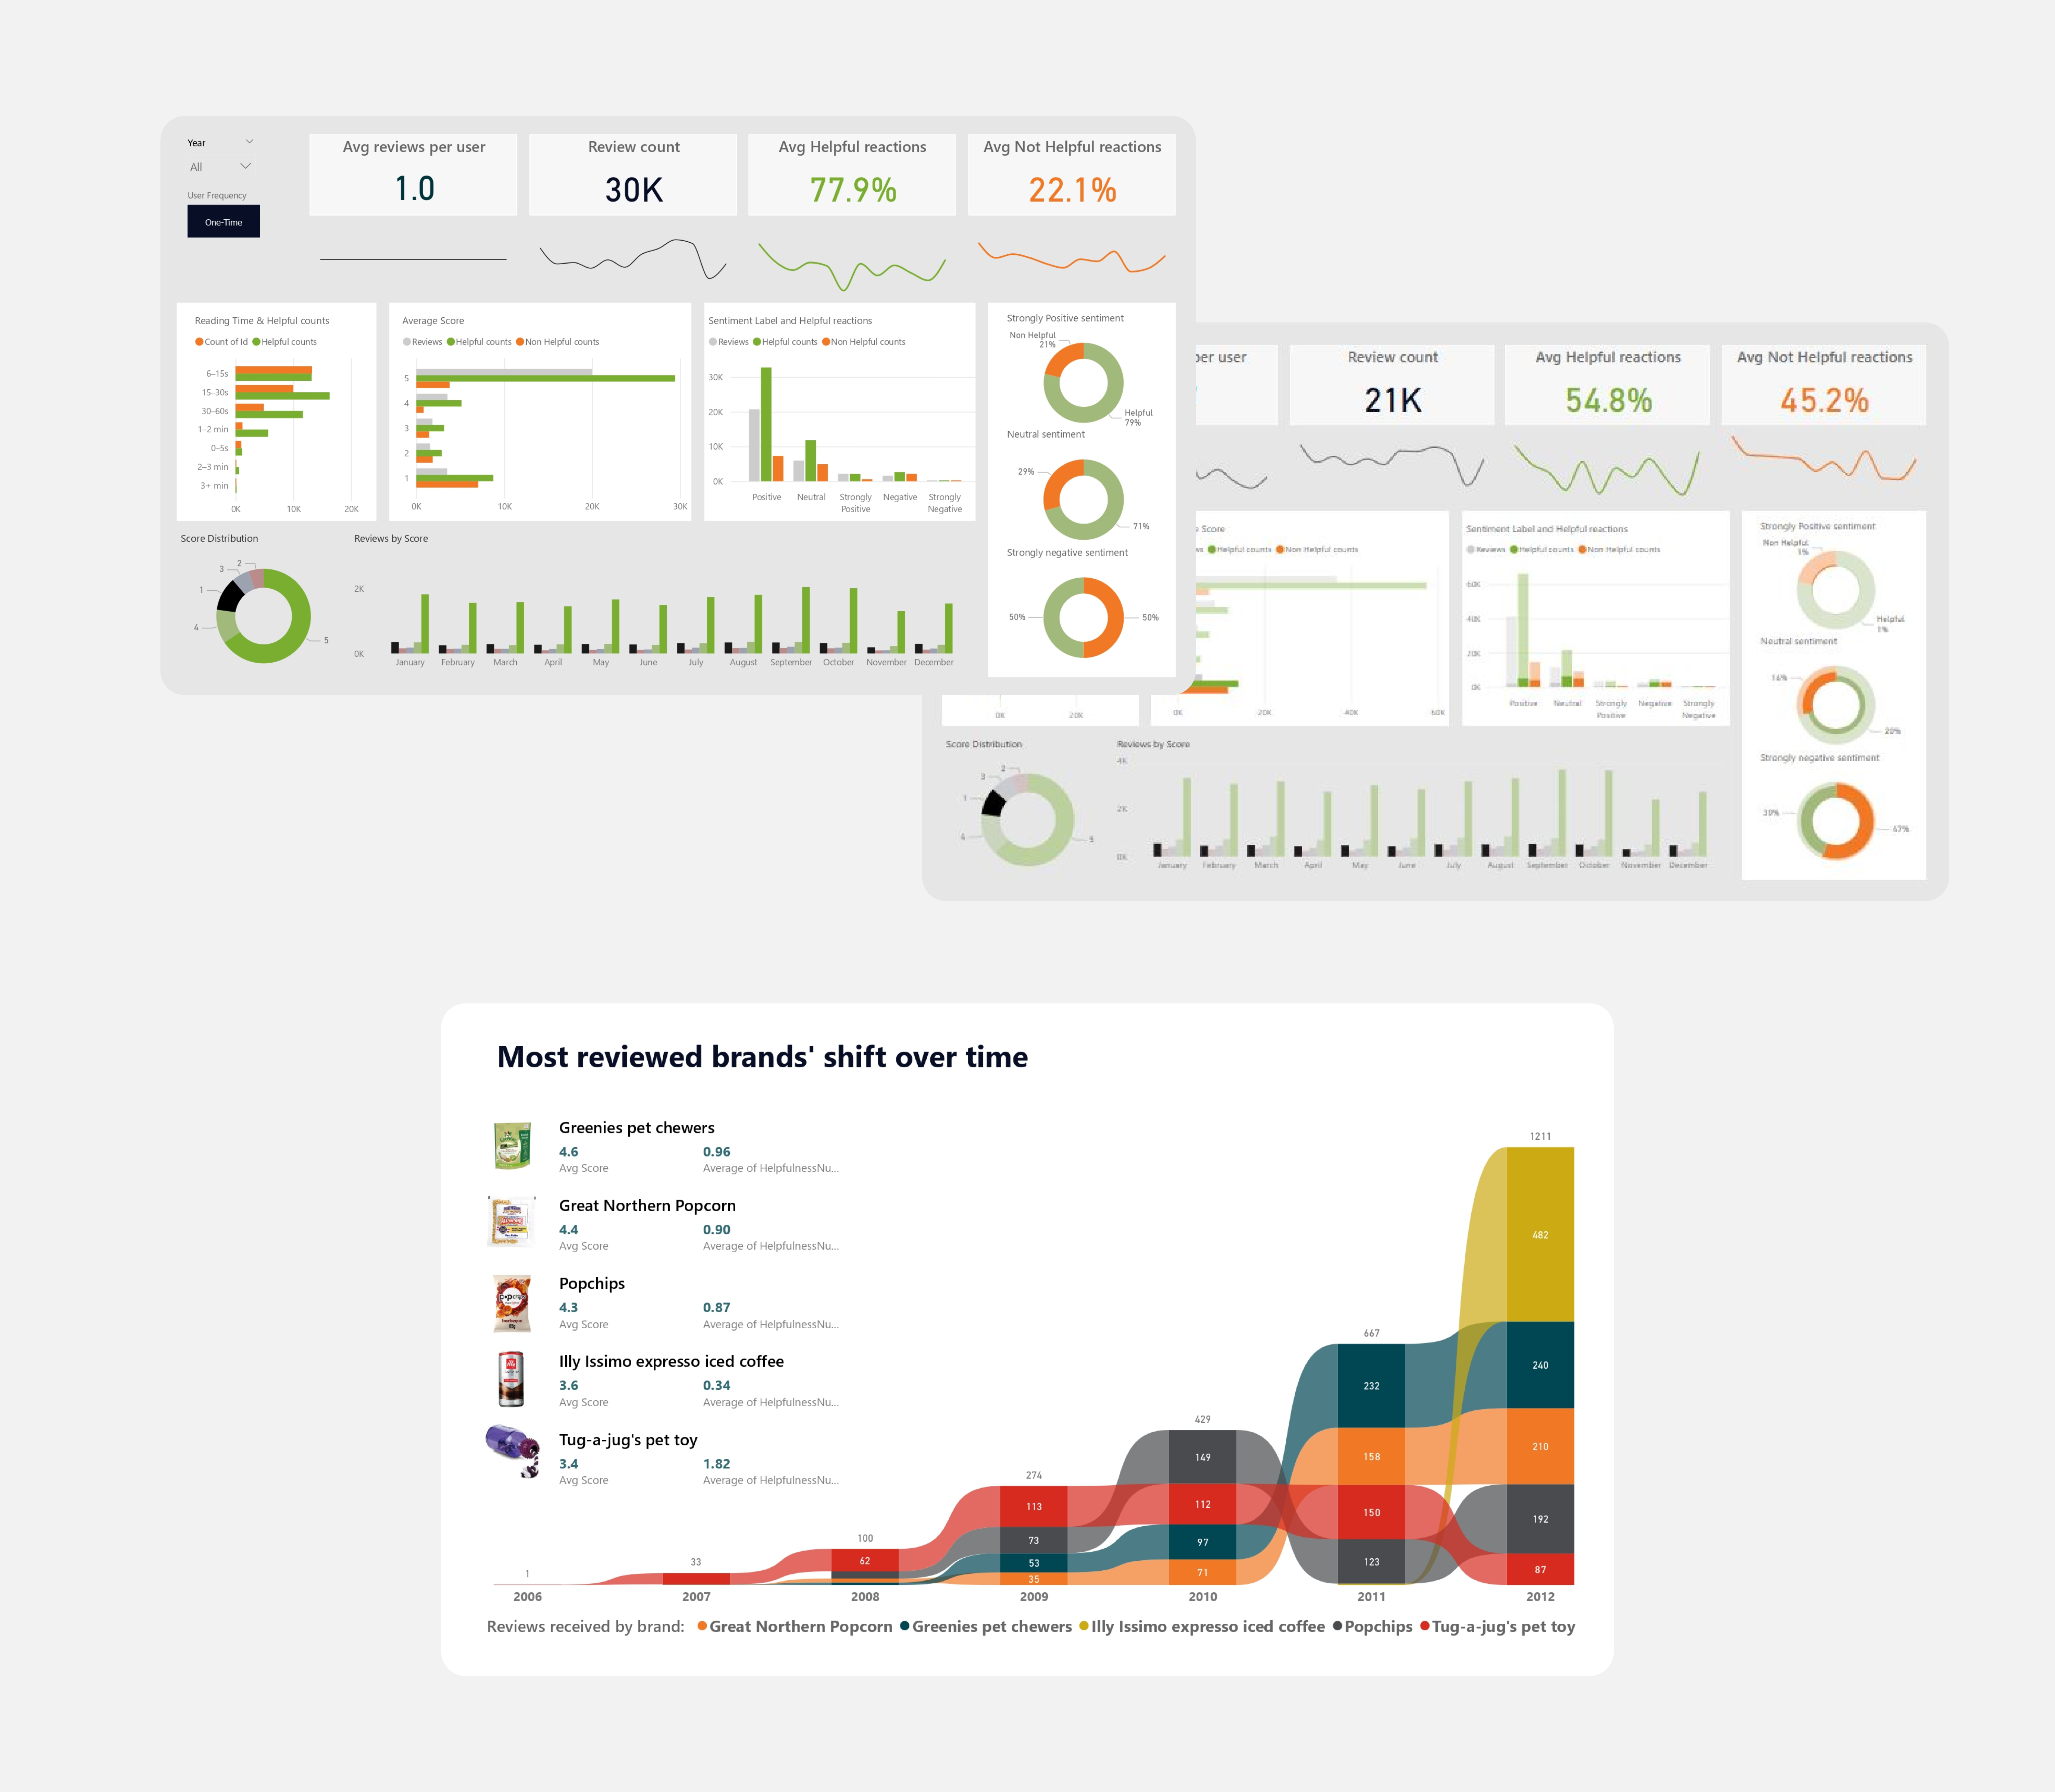 Year
All
User Frequency
One-Time
Avg reviews per user
1.0
Review count
30K
Avg Helpful reactions
77.9%
Avg Not Helpful reactions
22.1%
Reading Time & Helpful counts
Count of Id Helpful counts
6–15s
15–30s
30–60s
1–2 min
0–5s
2–3 min
3+ min
0K 10K 20K
Average Score
Reviews Helpful counts Non Helpful counts
5
4
3
2
1
0K 10K 20K 30K
Sentiment Label and Helpful reactions
Reviews Helpful counts Non Helpful counts
30K
20K
10K
0K
Positive Neutral Strongly Positive Negative Strongly Negative
Strongly Positive sentiment
Non Helpful
21%
Helpful
79%
Neutral sentiment
29%
71%
Strongly negative sentiment
50% 50%
Score Distribution
2
3
1
4
5
Reviews by Score
2K
0K
January February March April May June July August September October November December
per user
Review count
21K
Avg Helpful reactions
54.8%
Avg Not Helpful reactions
45.2%
Score
Helpful counts Non Helpful counts
0K 20K
0K 20K 40K 60K
Sentiment Label and Helpful reactions
Reviews Helpful counts Non Helpful counts
60K
40K
20K
0K
Positive Neutral Strongly Positive Negative Strongly Negative
Strongly Positive sentiment
Non Helpful
1%
Helpful
1%
Neutral sentiment
16%
20%
Strongly negative sentiment
39% 47%
Score Distribution
2
3
1
4
5
Reviews by Score
4K
2K
0K
January February March April May June July August September October November December
Most reviewed brands' shift over time
Greenies pet chewers
4.6 0.96
Avg Score Average of HelpfulnessNu...
Great Northern Popcorn
4.4 0.90
Avg Score Average of HelpfulnessNu...
Popchips
4.3 0.87
Avg Score Average of HelpfulnessNu...
Illy Issimo expresso iced coffee
3.6 0.34
Avg Score Average of HelpfulnessNu...
Tug-a-jug's pet toy
3.4 1.82
Avg Score Average of HelpfulnessNu...
1
33
100
62
274
113
73
53
35
429
149
112
97
71
667
232
158
150
123
1211
482
240
210
192
87
2006 2007 2008 2009 2010 2011 2012
Reviews received by brand: Great Northern Popcorn Greenies pet chewers Illy Issimo expresso iced coffee Popchips Tug-a-jug's pet toy